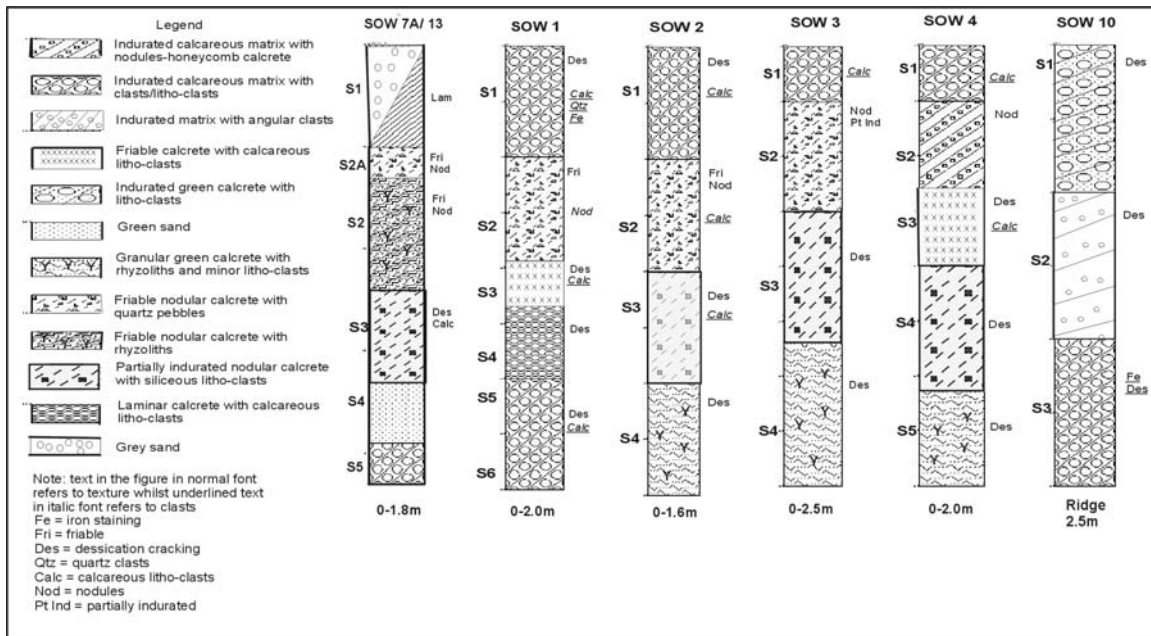 Legend
Indurated calcareous matrix with
nodules-honeycomb calcrete
Indurated calcareous matrix with
clasts/litho-clasts
Indurated matrix with angular clasts
Friable calcrete with calcareous
litho-clasts
Indurated green calcrete with
litho-clasts
Green sand
Granular green calcrete with
rhyzoliths and minor litho-clasts
Friable nodular calcrete with
quartz pebbles
Friable nodular calcrete with
rhyzoliths
Partially indurated nodular calcrete
with siliceous litho-clasts
Laminar calcrete with calcareous
litho-clasts
Grey sand
Note: text in the figure in normal font
refers to texture whilst underlined text
in italic font refers to clasts
Fe = iron staining
Fri = friable
Des = dessication cracking
Qtz = quartz clasts
Calc = calcareous litho-clasts
Nod = nodules
Pt Ind = partially indurated
SOW 7A/ 13
S1
Lam
S2A
Fri
Nod
S2
Fri
Nod
S3
Des
Calc
S4
S5
0-1.8m
SOW 1
S1
Des
Calc
Qtz
Fe
Fri
S2
Nod
S3
Des
Calc
S4
Des
S5
Des
Calc
S6
0-2.0m
SOW 2
S1
Des
Calc
Fri
Nod
S2
Calc
S3
Des
Calc
S4
Des
0-1.6m
SOW 3
S1
Calc
Nod
Pt Ind
S2
Des
S3
Des
S4
0-2.5m
SOW 4
S1
Calc
Nod
S2
Des
S3
Calc
S4
Des
S5
Des
0-2.0m
SOW 10
S1
Des
Des
S2
Fe
Des
S3
Ridge
2.5m